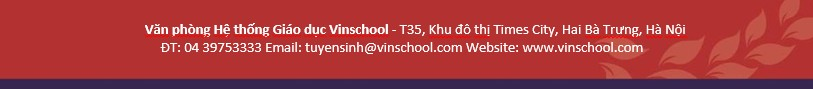 Văn phòng Hệ thống Giáo dục Vinschool - T35, Khu đô thị Times City, Hai Bà Trưng, Hà Nội
ĐT: 04 39753333 Email: tuyensinh@vinschool.com Website: www.vinschool.com